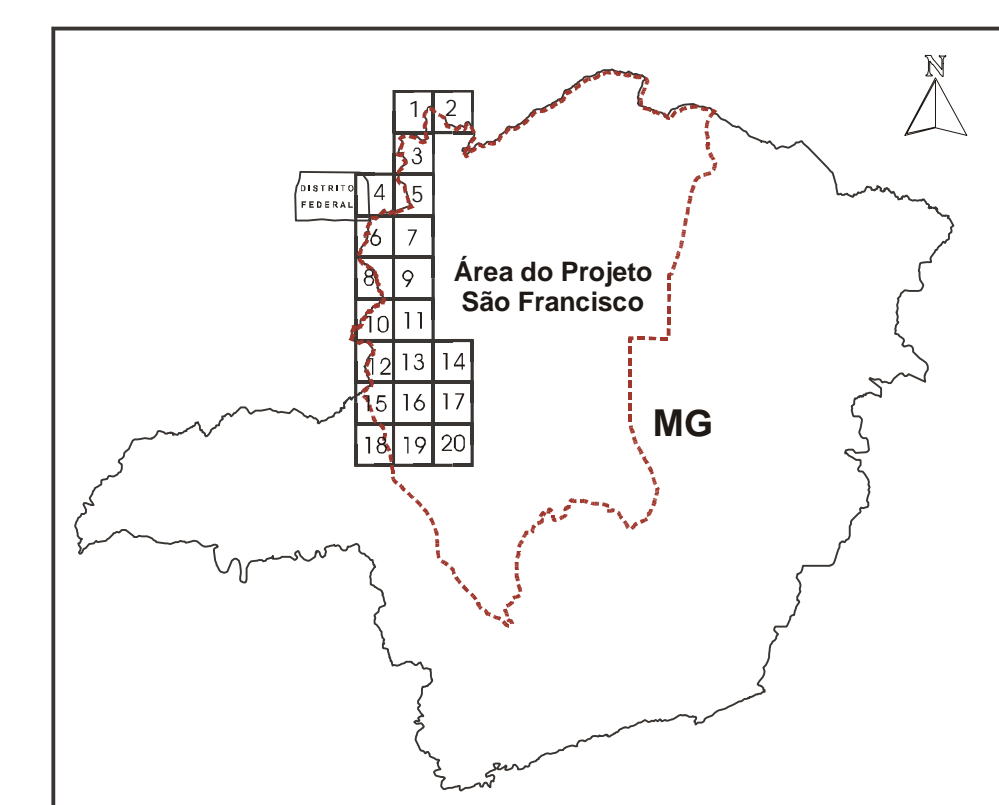 N
1 2
3
DISTRITO
FEDERAL
4 5
6 7
8 9
10 11
12 13 14
15 16 17
18 19 20
Área do Projeto
São Francisco
MG